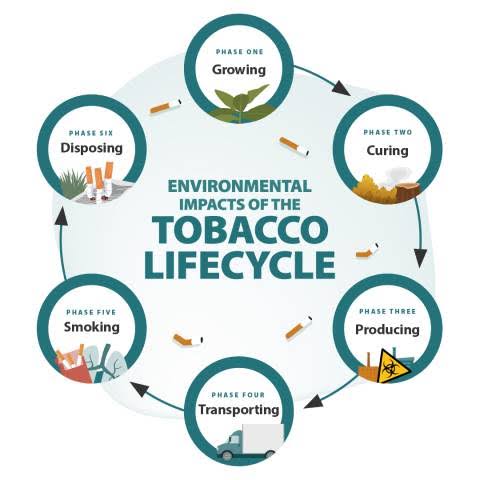 PHASE ONE
Growing
PHASE TWO
Curing
PHASE THREE
Producing
PHASE FOUR
Transporting
PHASE FIVE
Smoking
PHASE SIX
Disposing
ENVIRONMENTAL
IMPACTS OF THE
TOBACCO
LIFECYCLE